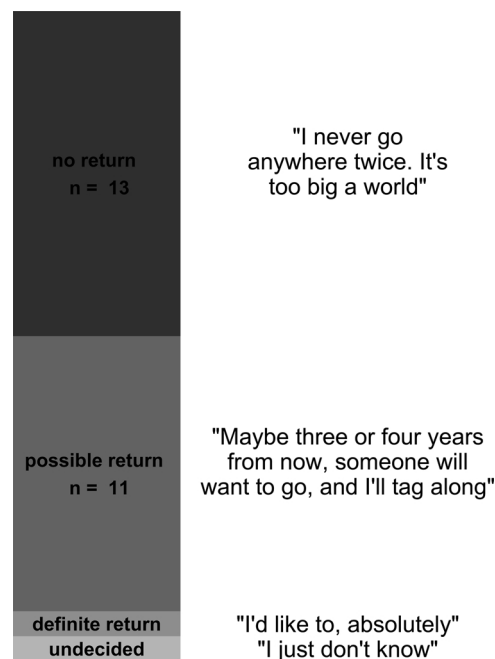 no return
n = 13
"I never go
anywhere twice. It's
too big a world"
possible return
n = 11
"Maybe three or four years
from now, someone will
want to go, and I'll tag along"
definite return
"I'd like to, absolutely"
undecided
"I just don't know"